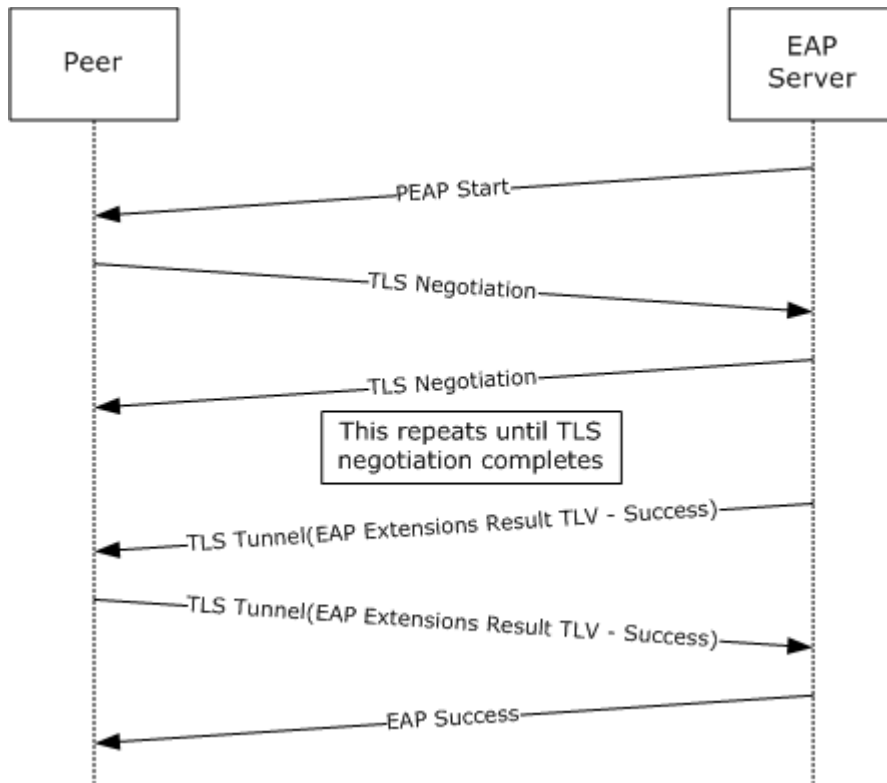 Peer
EAP
Server
PEAP Start
TLS Negotiation
TLS Negotiation
This repeats until TLS
negotiation completes
TLS Tunnel(EAP Extensions Result TLV - Success)
TLS Tunnel(EAP Extensions Result TLV - Success)
EAP Success